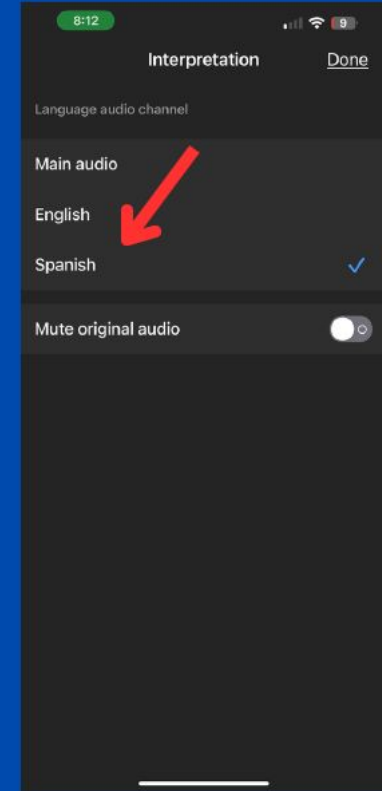 8:12
9
Interpretation
Done
Language audio channel
Main audio
English
Spanish
Mute original audio